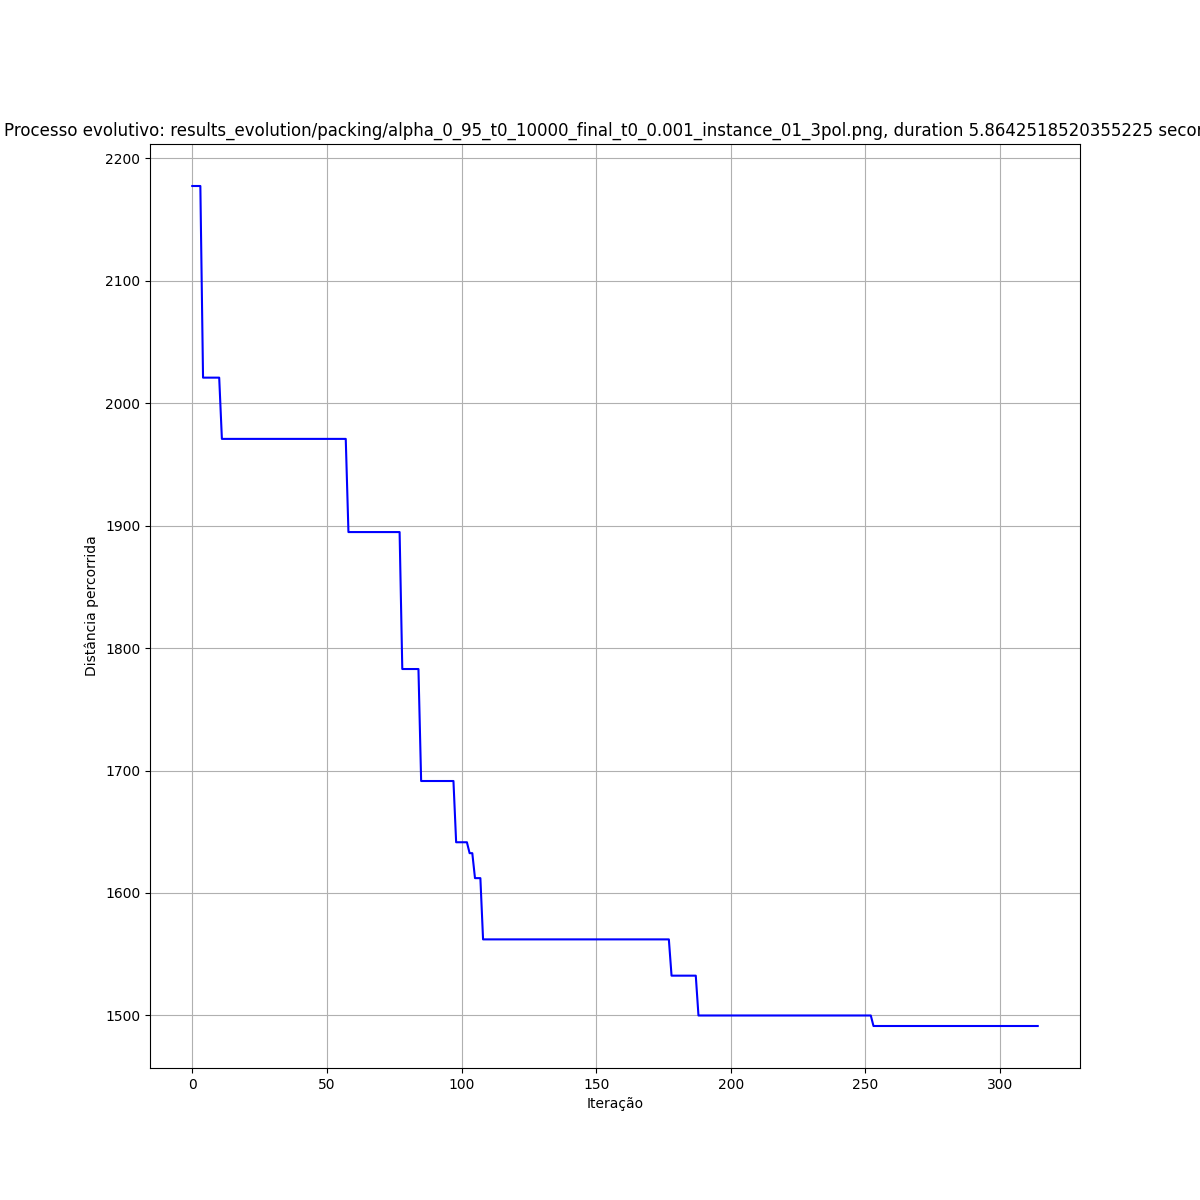 Processo evolutivo: results_evolution/packing/alpha_0_95_t0_10000_final_t0_0.001_instance_01_3pol.png, duration 5.8642518520355225
2200
2100
2000
1900
1800
1700
1600
1500
Distância percorrida
0 50 100 150 200 250 300
Iteração